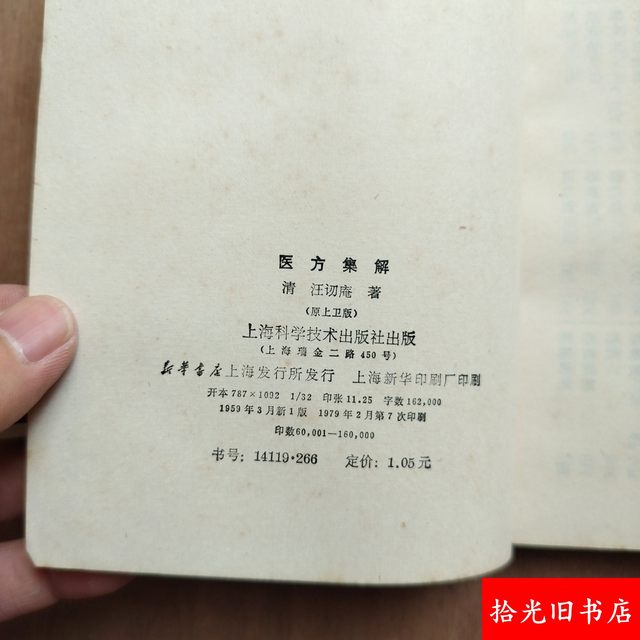 医方集解
清 汪讱庵 著
(原上卫版)
上海科学技术出版社出版
(上海瑞金二路450号)
新华书店上海发行所发行 上海新华印刷厂印刷
开本787×1092 1/32 印张11.25 字数162,000
1959年3月新1版 1979年2月第7次印刷
印数60,001—160,000
书号：14119·266 定价：1.05元
拾光旧书店